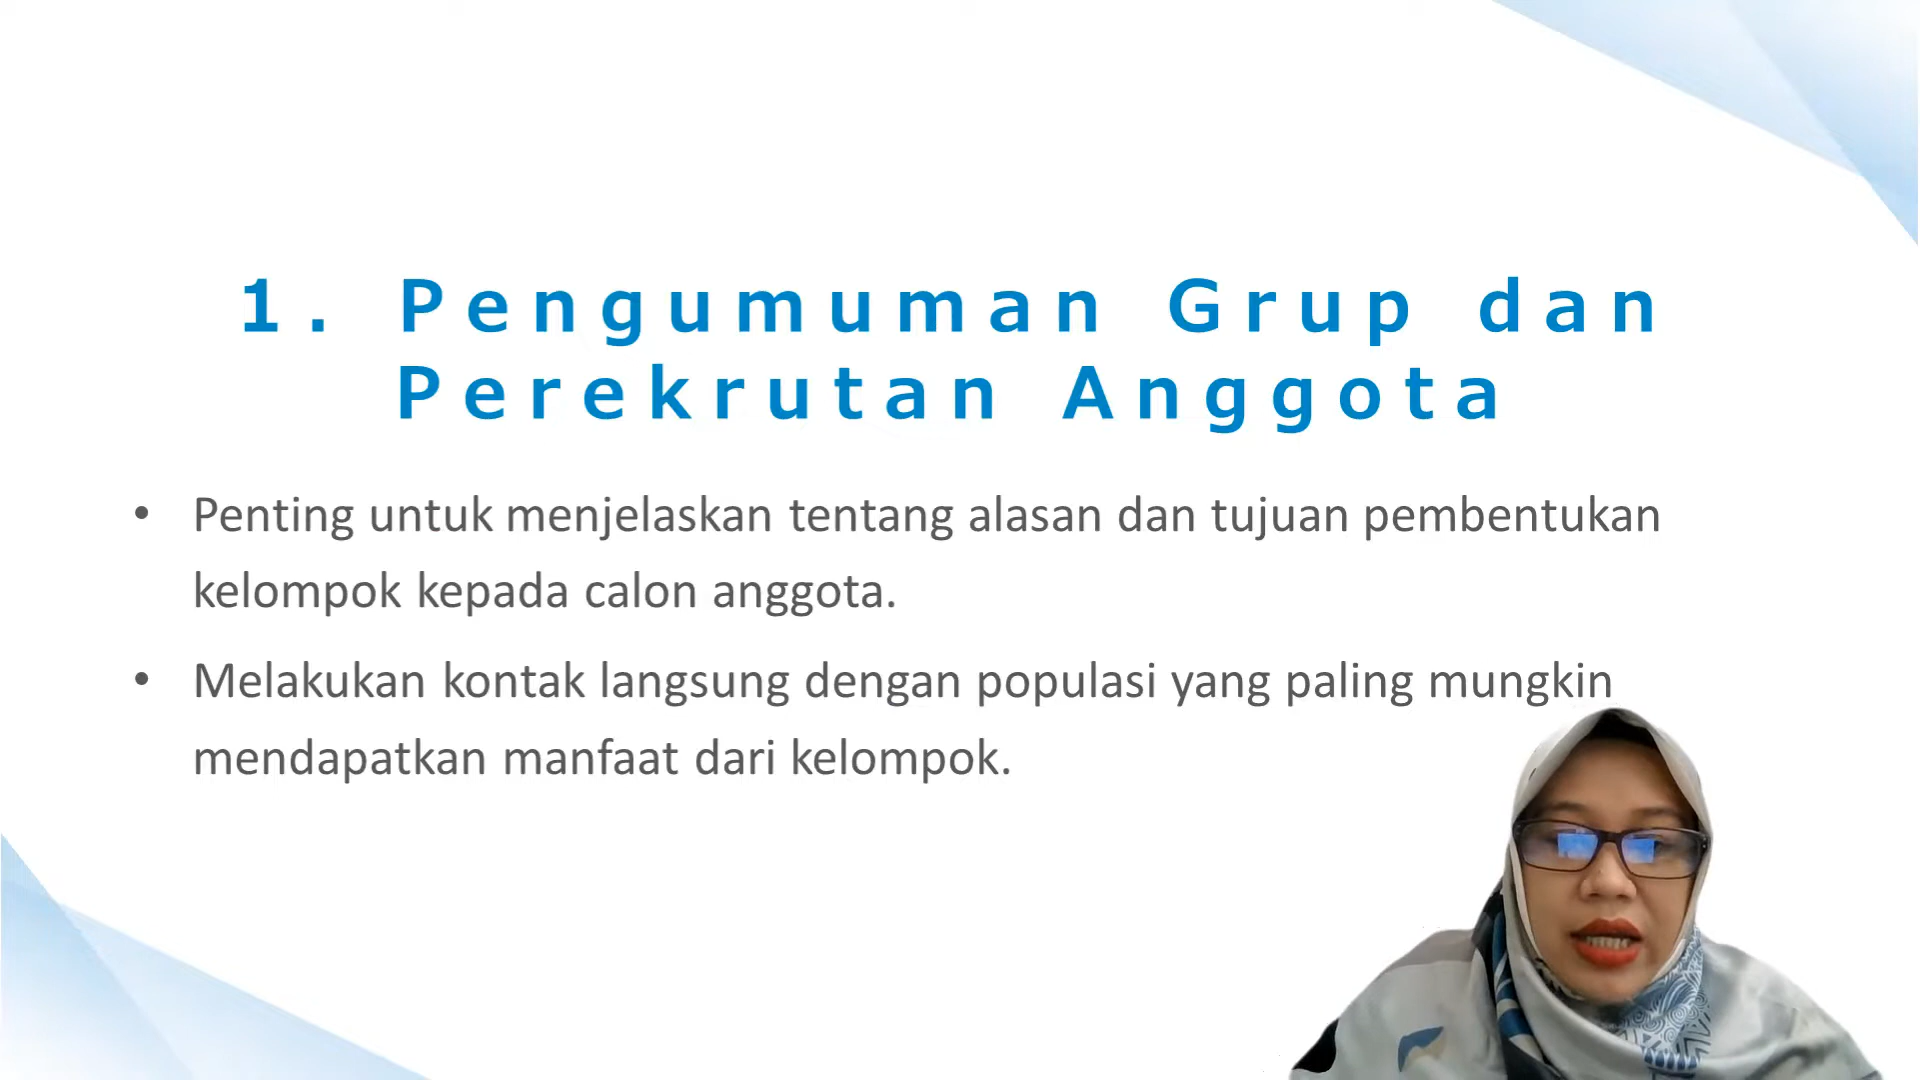 1. Pengumuman Grup dan
Perekrutan Anggota
• Penting untuk menjelaskan tentang alasan dan tujuan pembentukan
kelompok kepada calon anggota.
• Melakukan kontak langsung dengan populasi yang paling mungkin
mendapatkan manfaat dari kelompok.